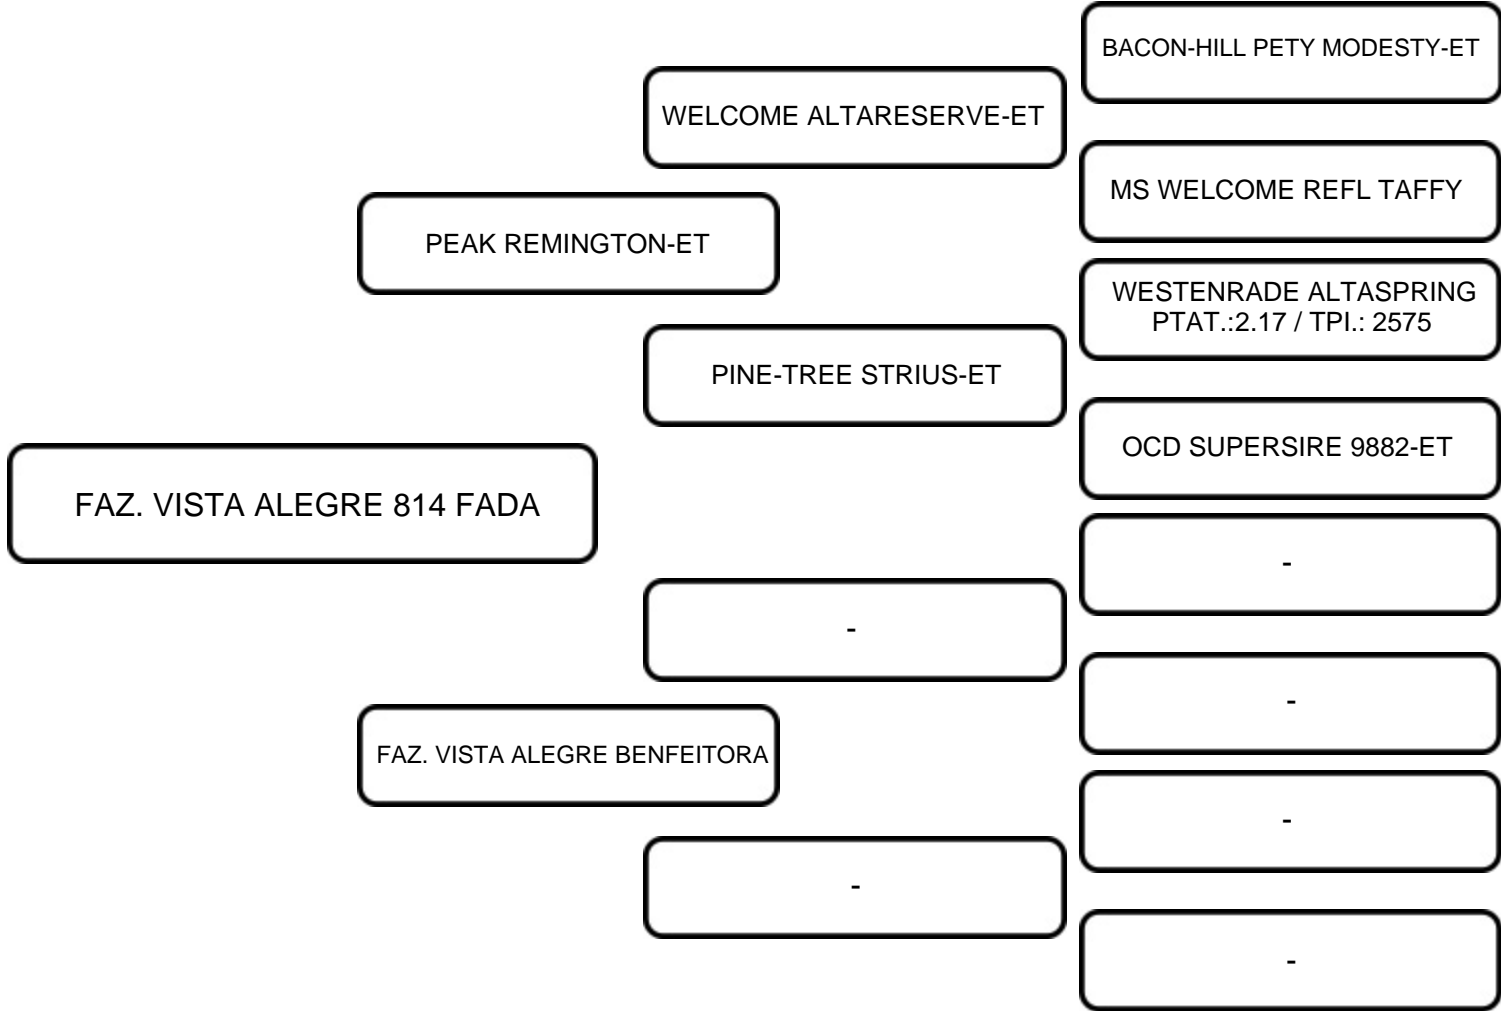 BACON-HILL PETY MODESTY-ET
WELCOME ALTARESERVE-ET
MS WELCOME REFL TAFFY
PEAK REMINGTON-ET
WESTENRADE ALTASPRING
PTAT.:2.17 / TPI.: 2575
PINE-TREE STRIUS-ET
OCD SUPERSIRE 9882-ET
FAZ. VISTA ALEGRE 814 FADA
-
-
-
FAZ. VISTA ALEGRE BENFEITORA
-
-
-